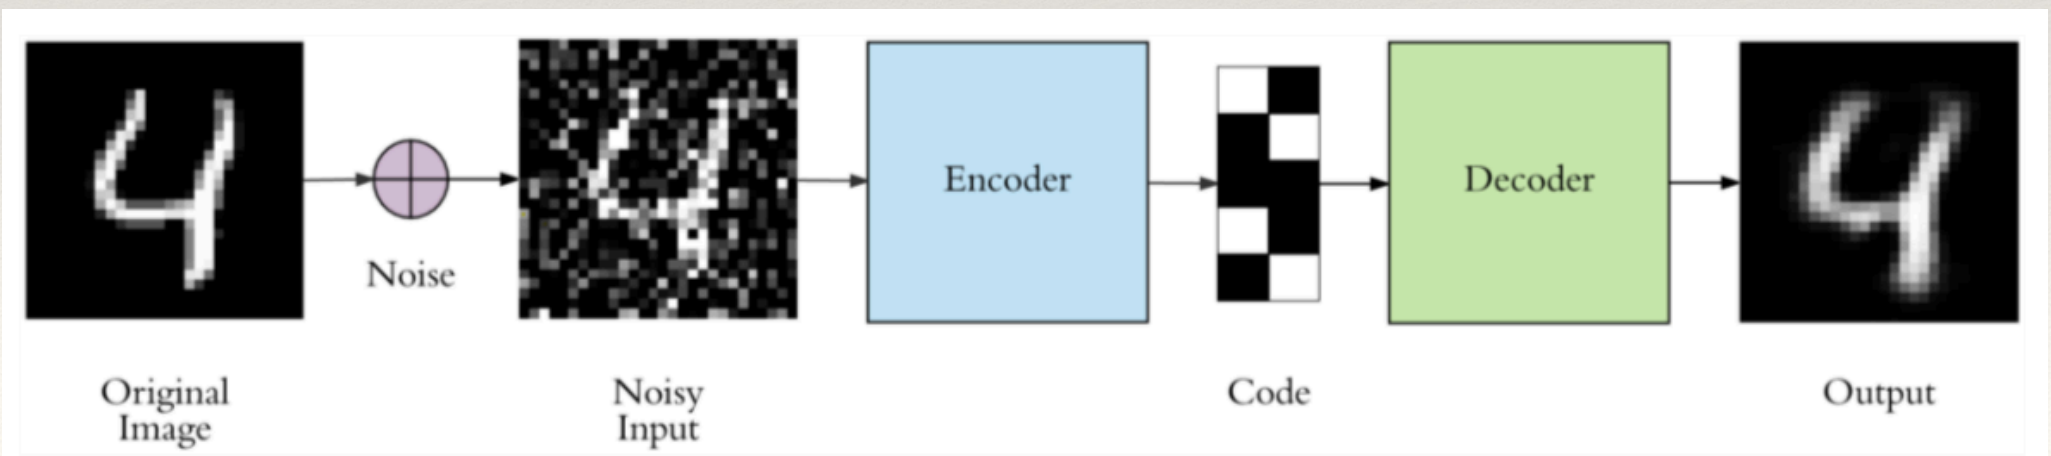 Noise
Encoder
Decoder
Original
Image
Noisy
Input
Code
Output